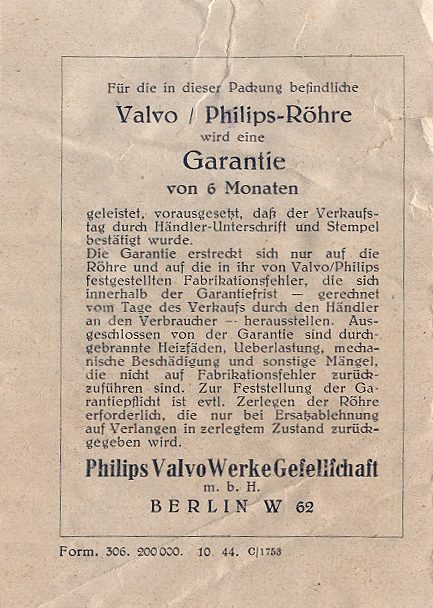 Für die in dieser Packung befindliche
Valvo / Philips-Röhre
wird eine
Garantie
von 6 Monaten
geleistet, vorausgesetzt, daß der Verkaufs-
tag durch Händler-Unterschrift und Stempel
bestätigt wurde.
Die Garantie erstreckt sich nur auf die
Röhre und auf die in ihr von Valvo/Philips
festgestellten Fabrikationsfehler, die sich
innerhalb der Garantiefrist — gerechnet
vom Tage des Verkaufs durch den Händler
an den Verbraucher — herausstellen. Aus-
geschlossen von der Garantie sind durch-
gebrannte Heizfäden, Ueberlastung, mecha-
nische Beschädigung und sonstige Mängel,
die nicht auf Fabrikationsfehler zurück-
zuführen sind. Zur Feststellung der Ga-
rantiepflicht ist evtl. Zerlegen der Röhre
erforderlich, die nur bei Ersatzablehnung
auf Verlangen in zerlegtem Zustand zurück-
gegeben wird.
Philips Valvo Werke Geſellſchaft
m. b. H.
BERLIN W 62
Form. 306. 200000. 10. 44. C/1753